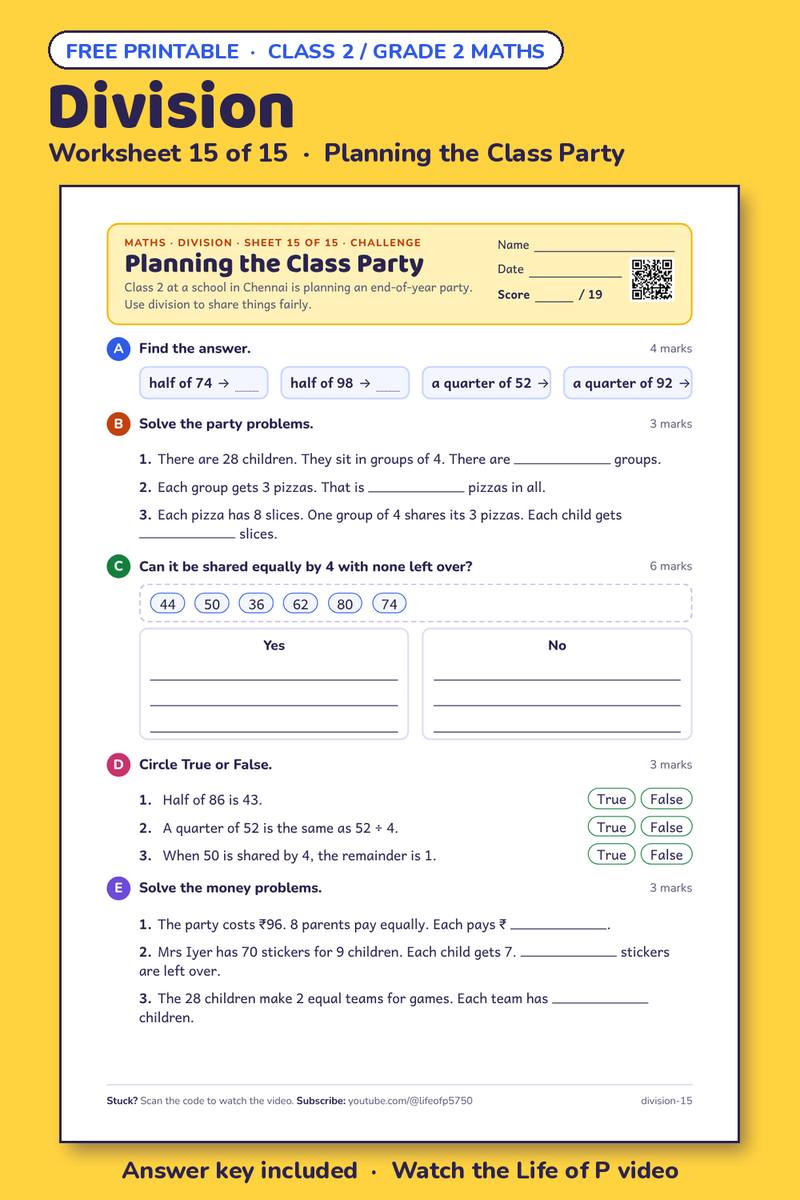 FREE PRINTABLE · CLASS 2 / GRADE 2 MATHS
Division
Worksheet 15 of 15 · Planning the Class Party
MATHS · DIVISION · SHEET 15 OF 15 · CHALLENGE
Planning the Class Party
Class 2 at a school in Chennai is planning an end-of-year party.
Use division to share things fairly.
Name ____________
Date ____________
Score ______ / 19
A Find the answer. 4 marks
half of 74 → ____ half of 98 → ____ a quarter of 52 → a quarter of 92 →
B Solve the party problems. 3 marks
1. There are 28 children. They sit in groups of 4. There are ____________ groups.
2. Each group gets 3 pizzas. That is ____________ pizzas in all.
3. Each pizza has 8 slices. One group of 4 shares its 3 pizzas. Each child gets
____________ slices.
C Can it be shared equally by 4 with none left over? 6 marks
44 50 36 62 80 74
Yes No
D Circle True or False. 3 marks
1. Half of 86 is 43. True False
2. A quarter of 52 is the same as 52 ÷ 4. True False
3. When 50 is shared by 4, the remainder is 1. True False
E Solve the money problems. 3 marks
1. The party costs ₹96. 8 parents pay equally. Each pays ₹ ____________.
2. Mrs Iyer has 70 stickers for 9 children. Each child gets 7. ____________ stickers
are left over.
3. The 28 children make 2 equal teams for games. Each team has ____________
children.
Stuck? Scan the code to watch the video. Subscribe: youtube.com/@lifeofp5750 division-15
Answer key included · Watch the Life of P video